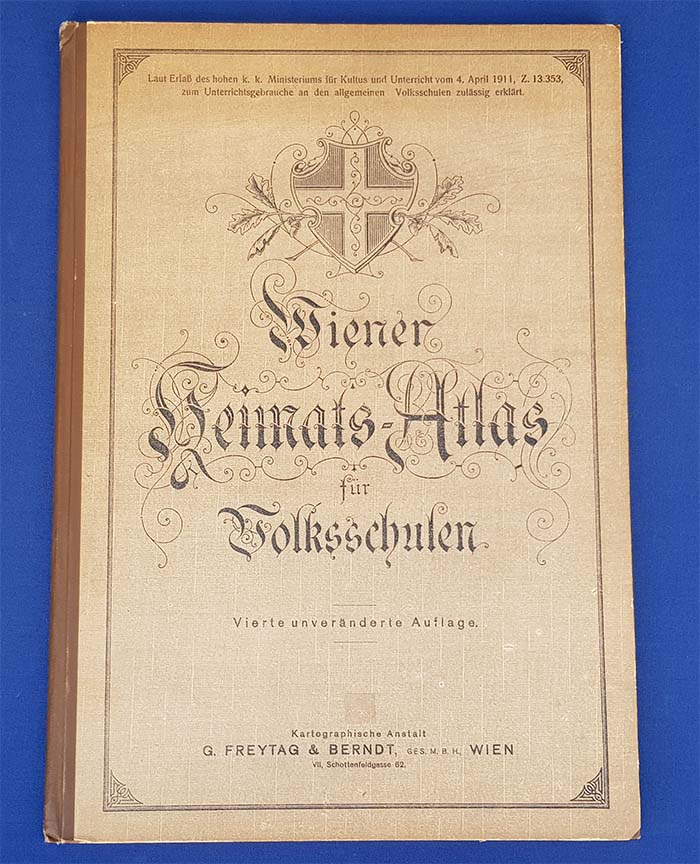 Laut Erlaß des hohen k. k. Ministeriums für Kultus und Unterricht vom 4. April 1911, Z. 13.353,
zum Unterrichtsgebrauche an den allgemeinen Volksschulen zulässig erklärt.
Wiener
Heimats-Atlas
für
Volksschulen
Vierte unveränderte Auflage.
Kartographische Anstalt
G. FREYTAG & BERNDT, GES. M. B. H., WIEN
VII, Schottenfeldgasse 62.